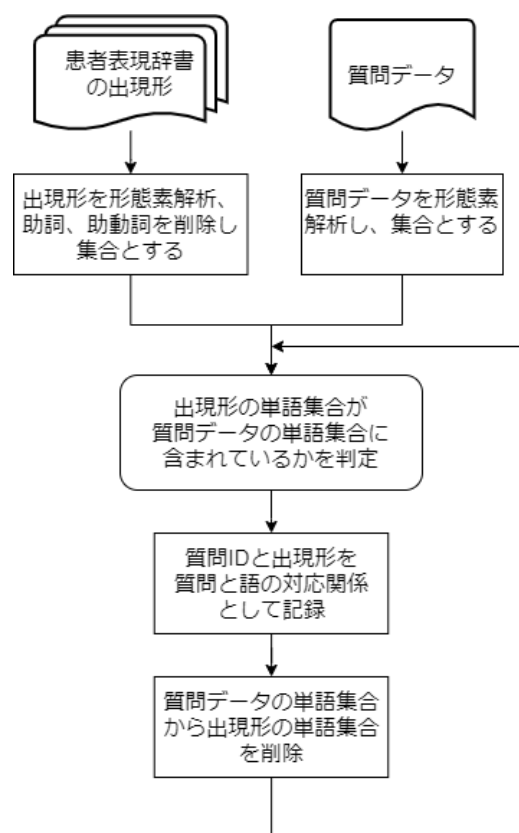 患者表現辞書
の出現形
質問データ
出現形を形態素解析、
助詞、助動詞を削除し
集合とする
質問データを形態素
解析し、集合とする
出現形の単語集合が
質問データの単語集合に
含まれているかを判定
質問IDと出現形を
質問と語の対応関係
として記録
質問データの単語集合
から出現形の単語集合
を削除